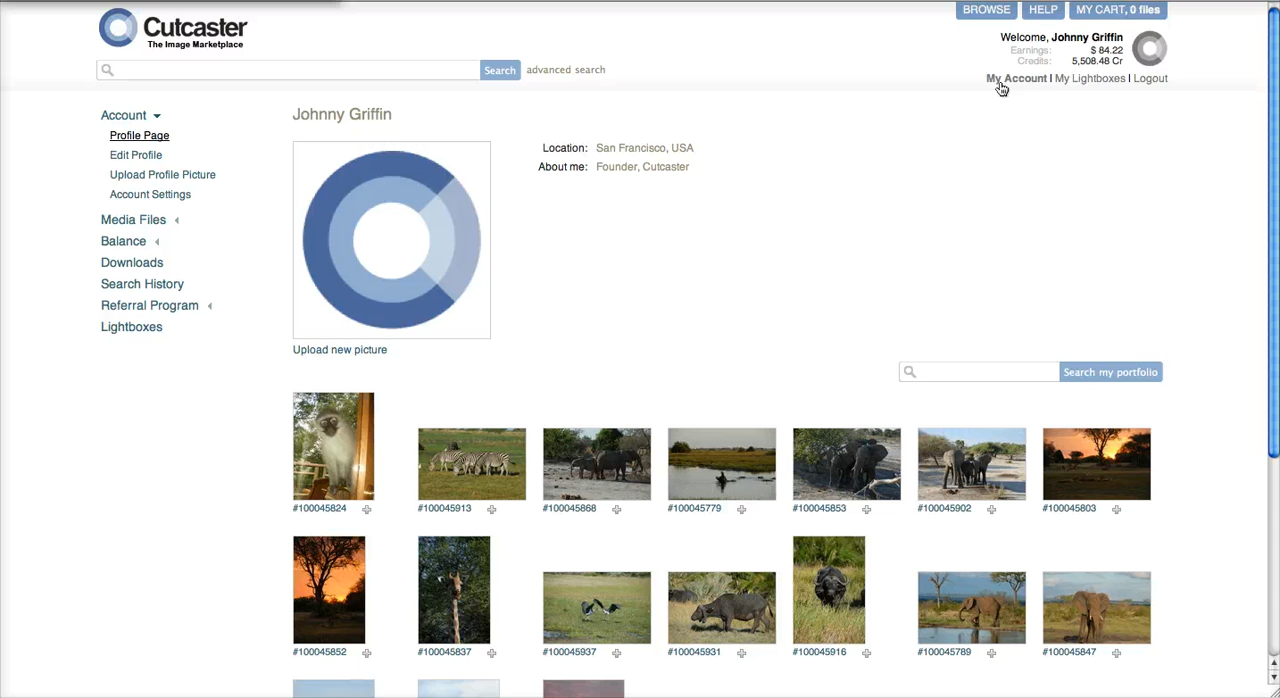 BROWSE HELP MY CART, 0 files
Cutcaster
The Image Marketplace
Welcome, Johnny Griffin
Earnings: $ 84.22
Credits: 5,508.48 Cr
Search advanced search
My Account | My Lightboxes | Logout
Account
Profile Page
Edit Profile
Upload Profile Picture
Account Settings
Media Files
Balance
Downloads
Search History
Referral Program
Lightboxes
Johnny Griffin
Location: San Francisco, USA
About me: Founder, Cutcaster
Upload new picture
Search my portfolio
#100045824 #100045913 #100045868 #100045779 #100045853 #100045902 #100045803
#100045852 #100045837 #100045937 #100045931 #100045916 #100045789 #100045847